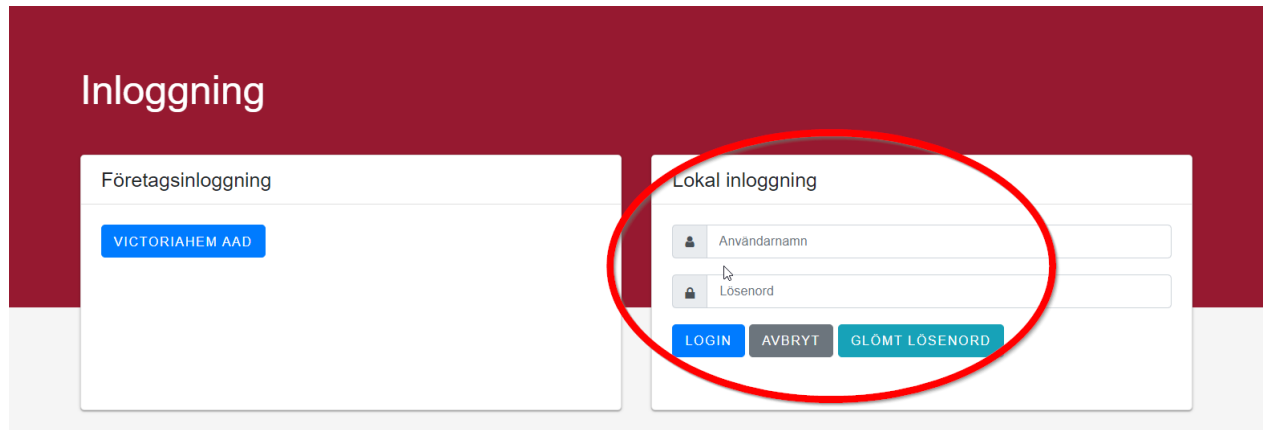 Inloggning
Företagsinloggning
VICTORIAHEM AAD
Lokal inloggning
Användarnamn
Lösenord
LOGIN AVBRYT GLÖMT LÖSENORD